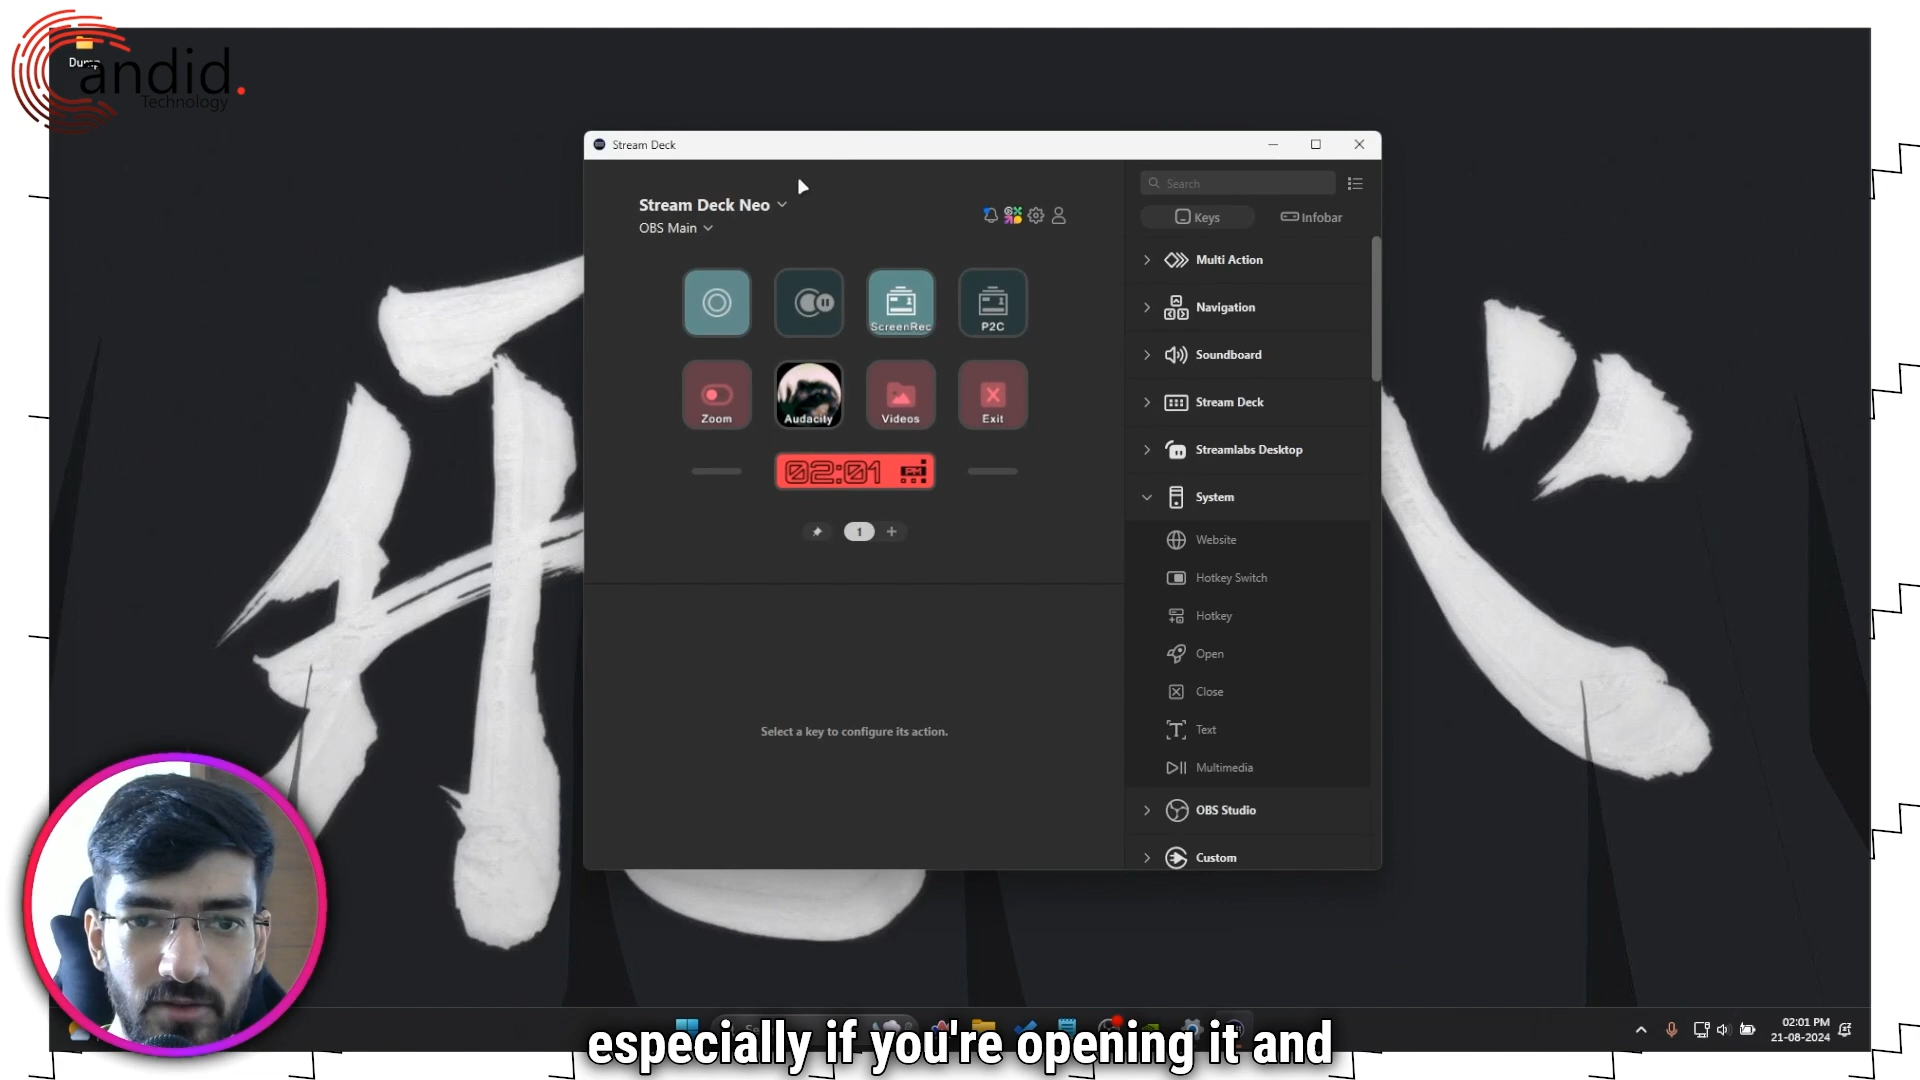 Dump
Candid.
Technology
Stream Deck
Stream Deck Neo
OBS Main
ScreenRec
P2C
Zoom
Audacity
Videos
Exit
02:01 PM
1
Select a key to configure its action.
Search
Keys
Infobar
Multi Action
Navigation
Soundboard
Stream Deck
Streamlabs Desktop
System
Website
Hotkey Switch
Hotkey
Open
Close
Text
Multimedia
OBS Studio
Custom
especially if you're opening it and
02:01 PM
21-08-2024